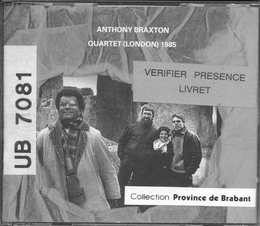 ANTHONY BRAXTON
QUARTET (LONDON) 1985
VERIFIER PRESENCE
LIVRET
UB 7081
Collection Province de Brabant